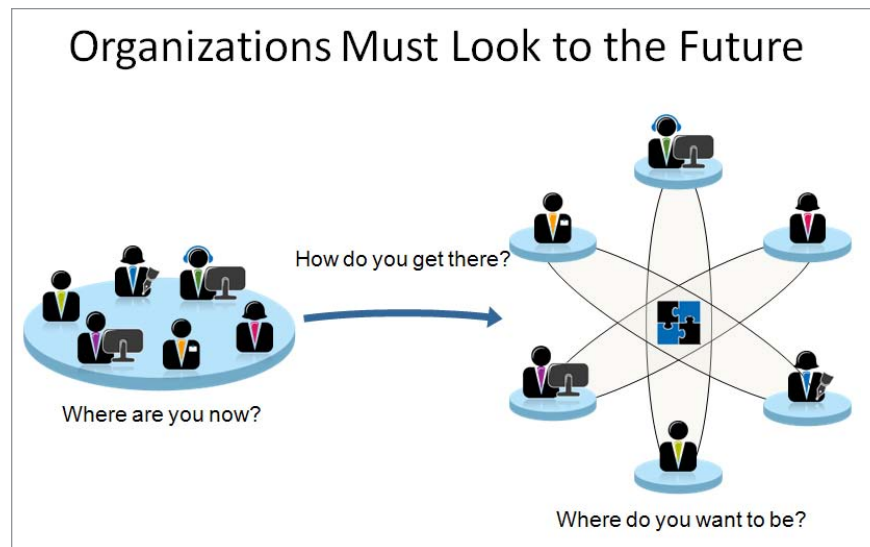 Organizations Must Look to the Future
How do you get there?
Where are you now?
Where do you want to be?